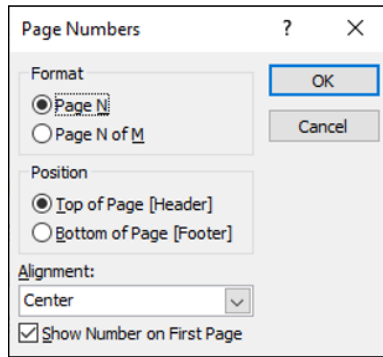 Page Numbers ?
Format
Page N
Page N of M
OK
Cancel
Position
Top of Page [Header]
Bottom of Page [Footer]
Alignment:
Center
Show Number on First Page